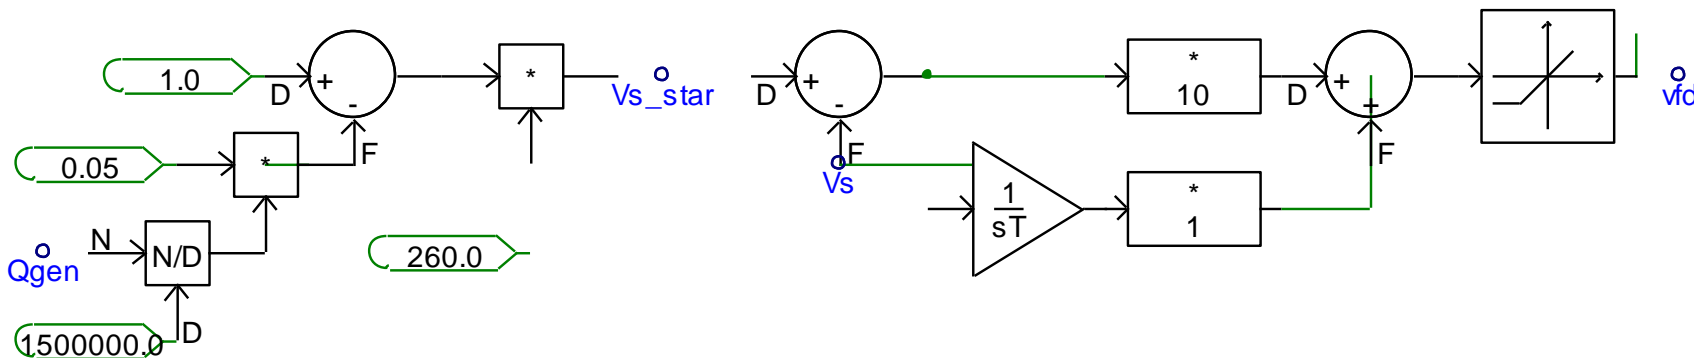 1.0
D
+
-
*
Vs_star
0.05
*
F
N
N/D
Qgen
1500000.0
D
260.0
D
+
-
F
Vs
*
10
1
sT
*
1
D
+
+
F
vfd